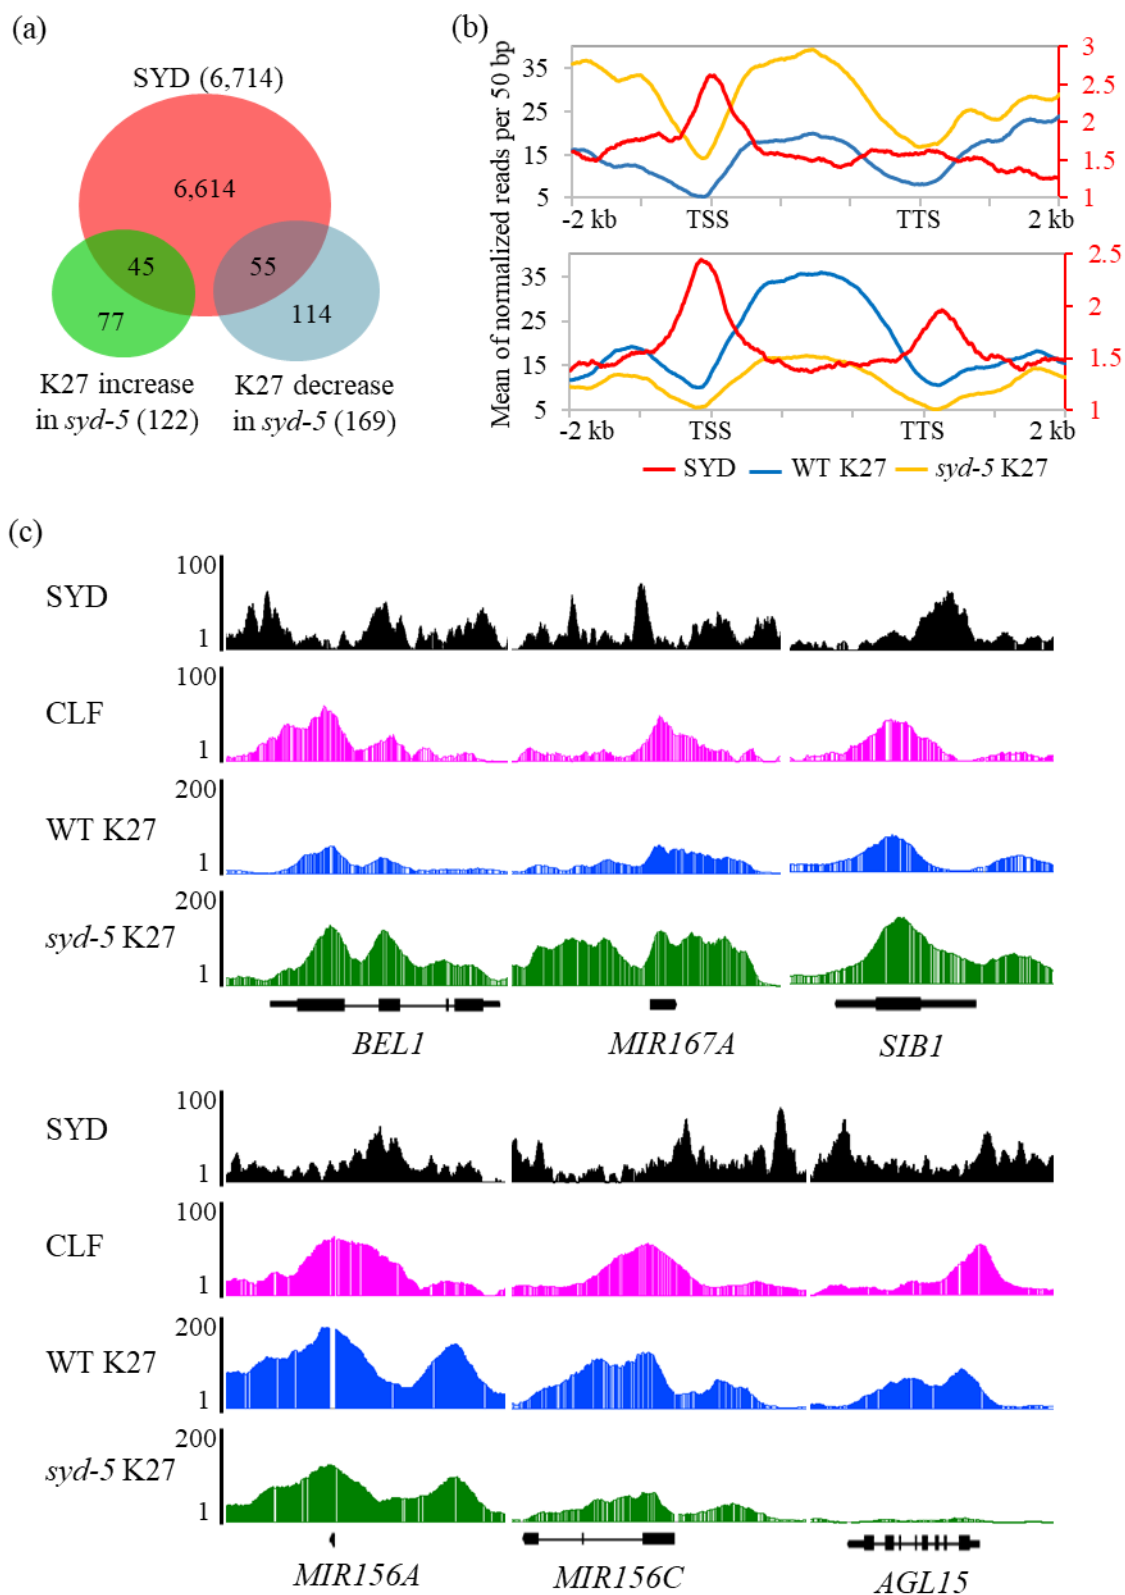 (a)
SYD (6,714)
6,614
45
55
77
114
K27 increase
in syd-5 (122)
K27 decrease
in syd-5 (169)
(b)
Mean of normalized reads per 50 bp
35
25
15
5
3
2.5
2
1.5
1
-2 kb TSS TTS 2 kb
35
25
15
5
2.5
2
1.5
1
-2 kb TSS TTS 2 kb
SYD WT K27 syd-5 K27
(c)
SYD
100
1
CLF
100
1
WT K27
200
1
syd-5 K27
200
1
BEL1 MIR167A SIB1
SYD
100
1
CLF
100
1
WT K27
200
1
syd-5 K27
200
1
MIR156A MIR156C AGL15